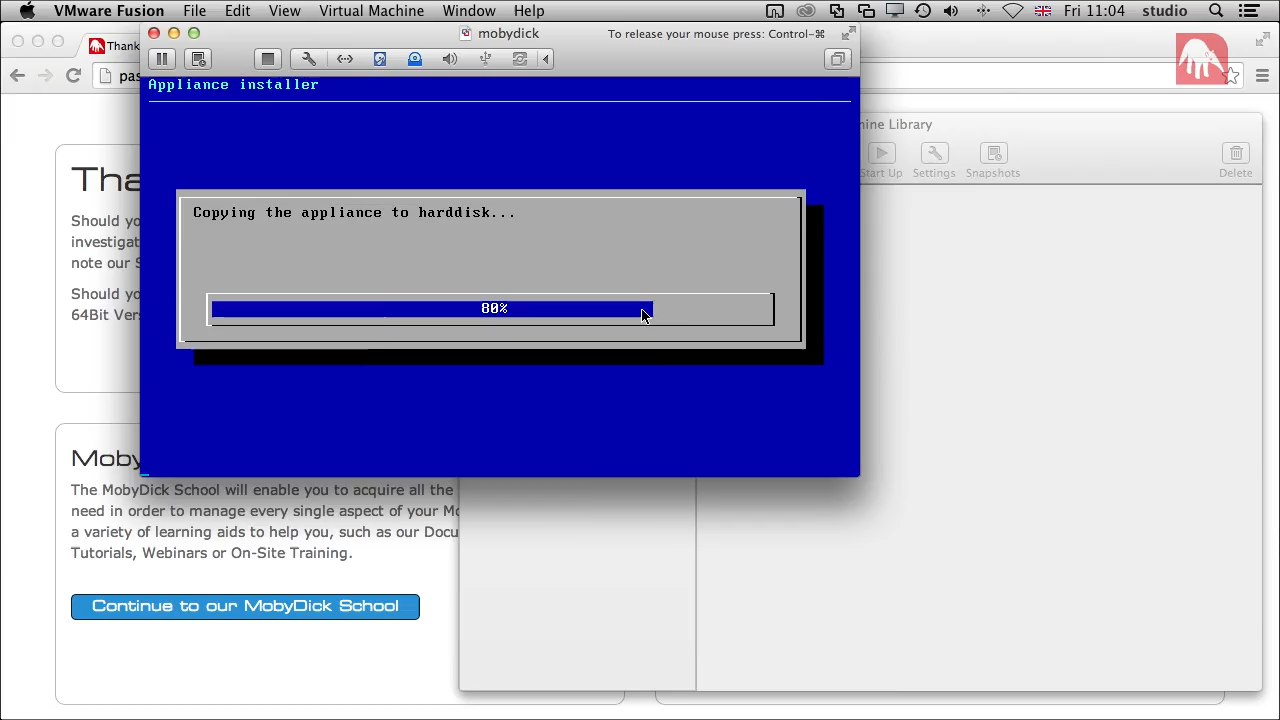 VMware Fusion File Edit View Virtual Machine Window Help Fri 11:04 studio
mobydick
To release your mouse press: Control-⌘
Thank
pas
Appliance installer
Copying the appliance to harddisk...
80%
hine Library
Start Up Settings Snapshots Delete
Tha
Should yo
investigat
note our S
Should yo
64Bit Vers
Moby
The MobyDick School will enable you to acquire all the
need in order to manage every single aspect of your Mo
a variety of learning aids to help you, such as our Docu
Tutorials, Webinars or On-Site Training.
Continue to our MobyDick School